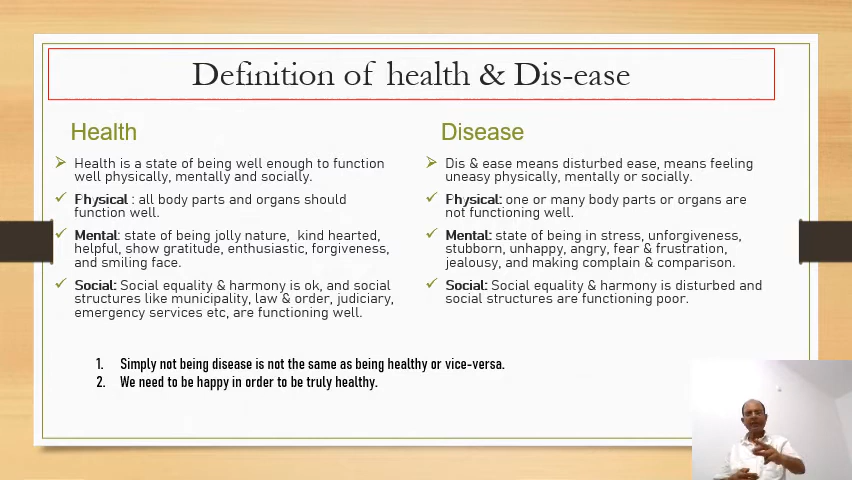 Definition of health & Dis-ease
Health
Health is a state of being well enough to function
well physically, mentally and socially.
Physical : all body parts and organs should
function well.
Mental: state of being jolly nature, kind hearted,
helpful, show gratitude, enthusiastic, forgiveness,
and smiling face.
Social: Social equality & harmony is ok, and social
structures like municipality, law & order, judiciary,
emergency services etc, are functioning well.
Disease
Dis & ease means disturbed ease, means feeling
uneasy physically, mentally or socially.
Physical: one or many body parts or organs are
not functioning well.
Mental: state of being in stress, unforgiveness,
stubborn, unhappy, angry, fear & frustration,
jealousy, and making complain & comparison.
Social: Social equality & harmony is disturbed and
social structures are functioning poor.
1. Simply not being disease is not the same as being healthy or vice-versa.
2. We need to be happy in order to be truly healthy.